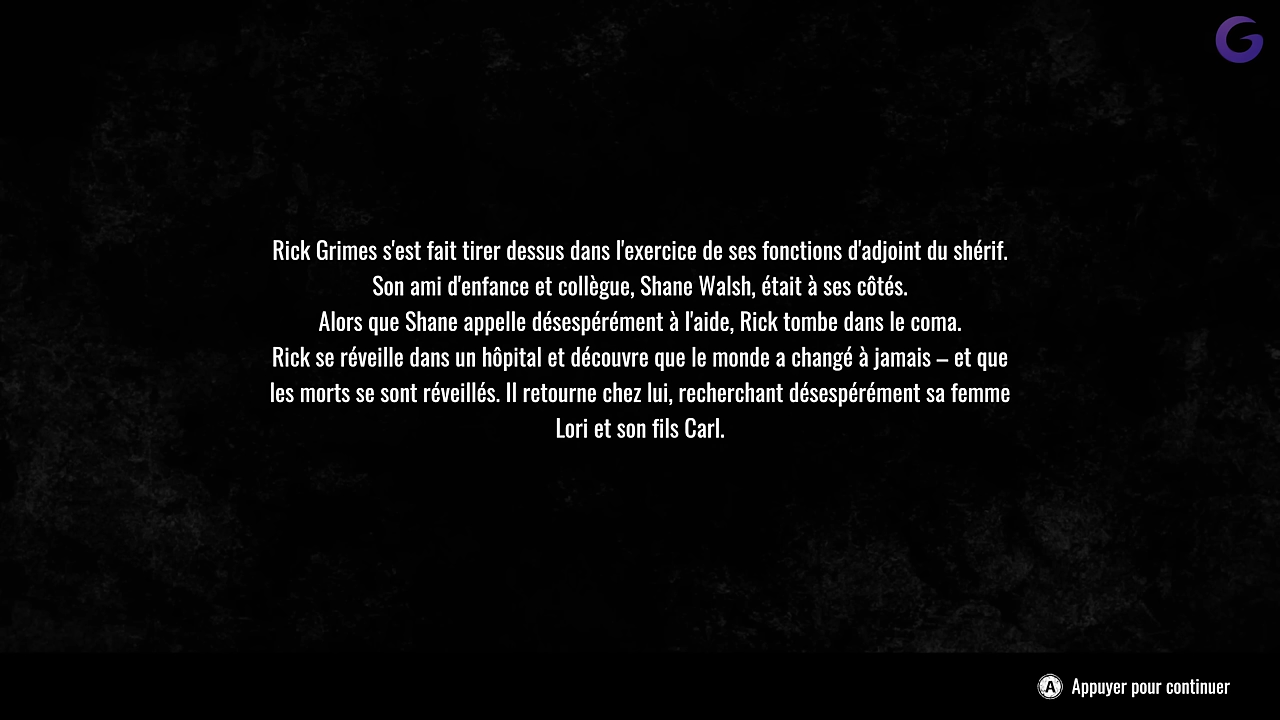 Rick Grimes s'est fait tirer dessus dans l'exercice de ses fonctions d'adjoint du shérif.
Son ami d'enfance et collègue, Shane Walsh, était à ses côtés.
Alors que Shane appelle désespérément à l'aide, Rick tombe dans le coma.
Rick se réveille dans un hôpital et découvre que le monde a changé à jamais – et que
les morts se sont réveillés. Il retourne chez lui, recherchant désespérément sa femme
Lori et son fils Carl.
A Appuyer pour continuer